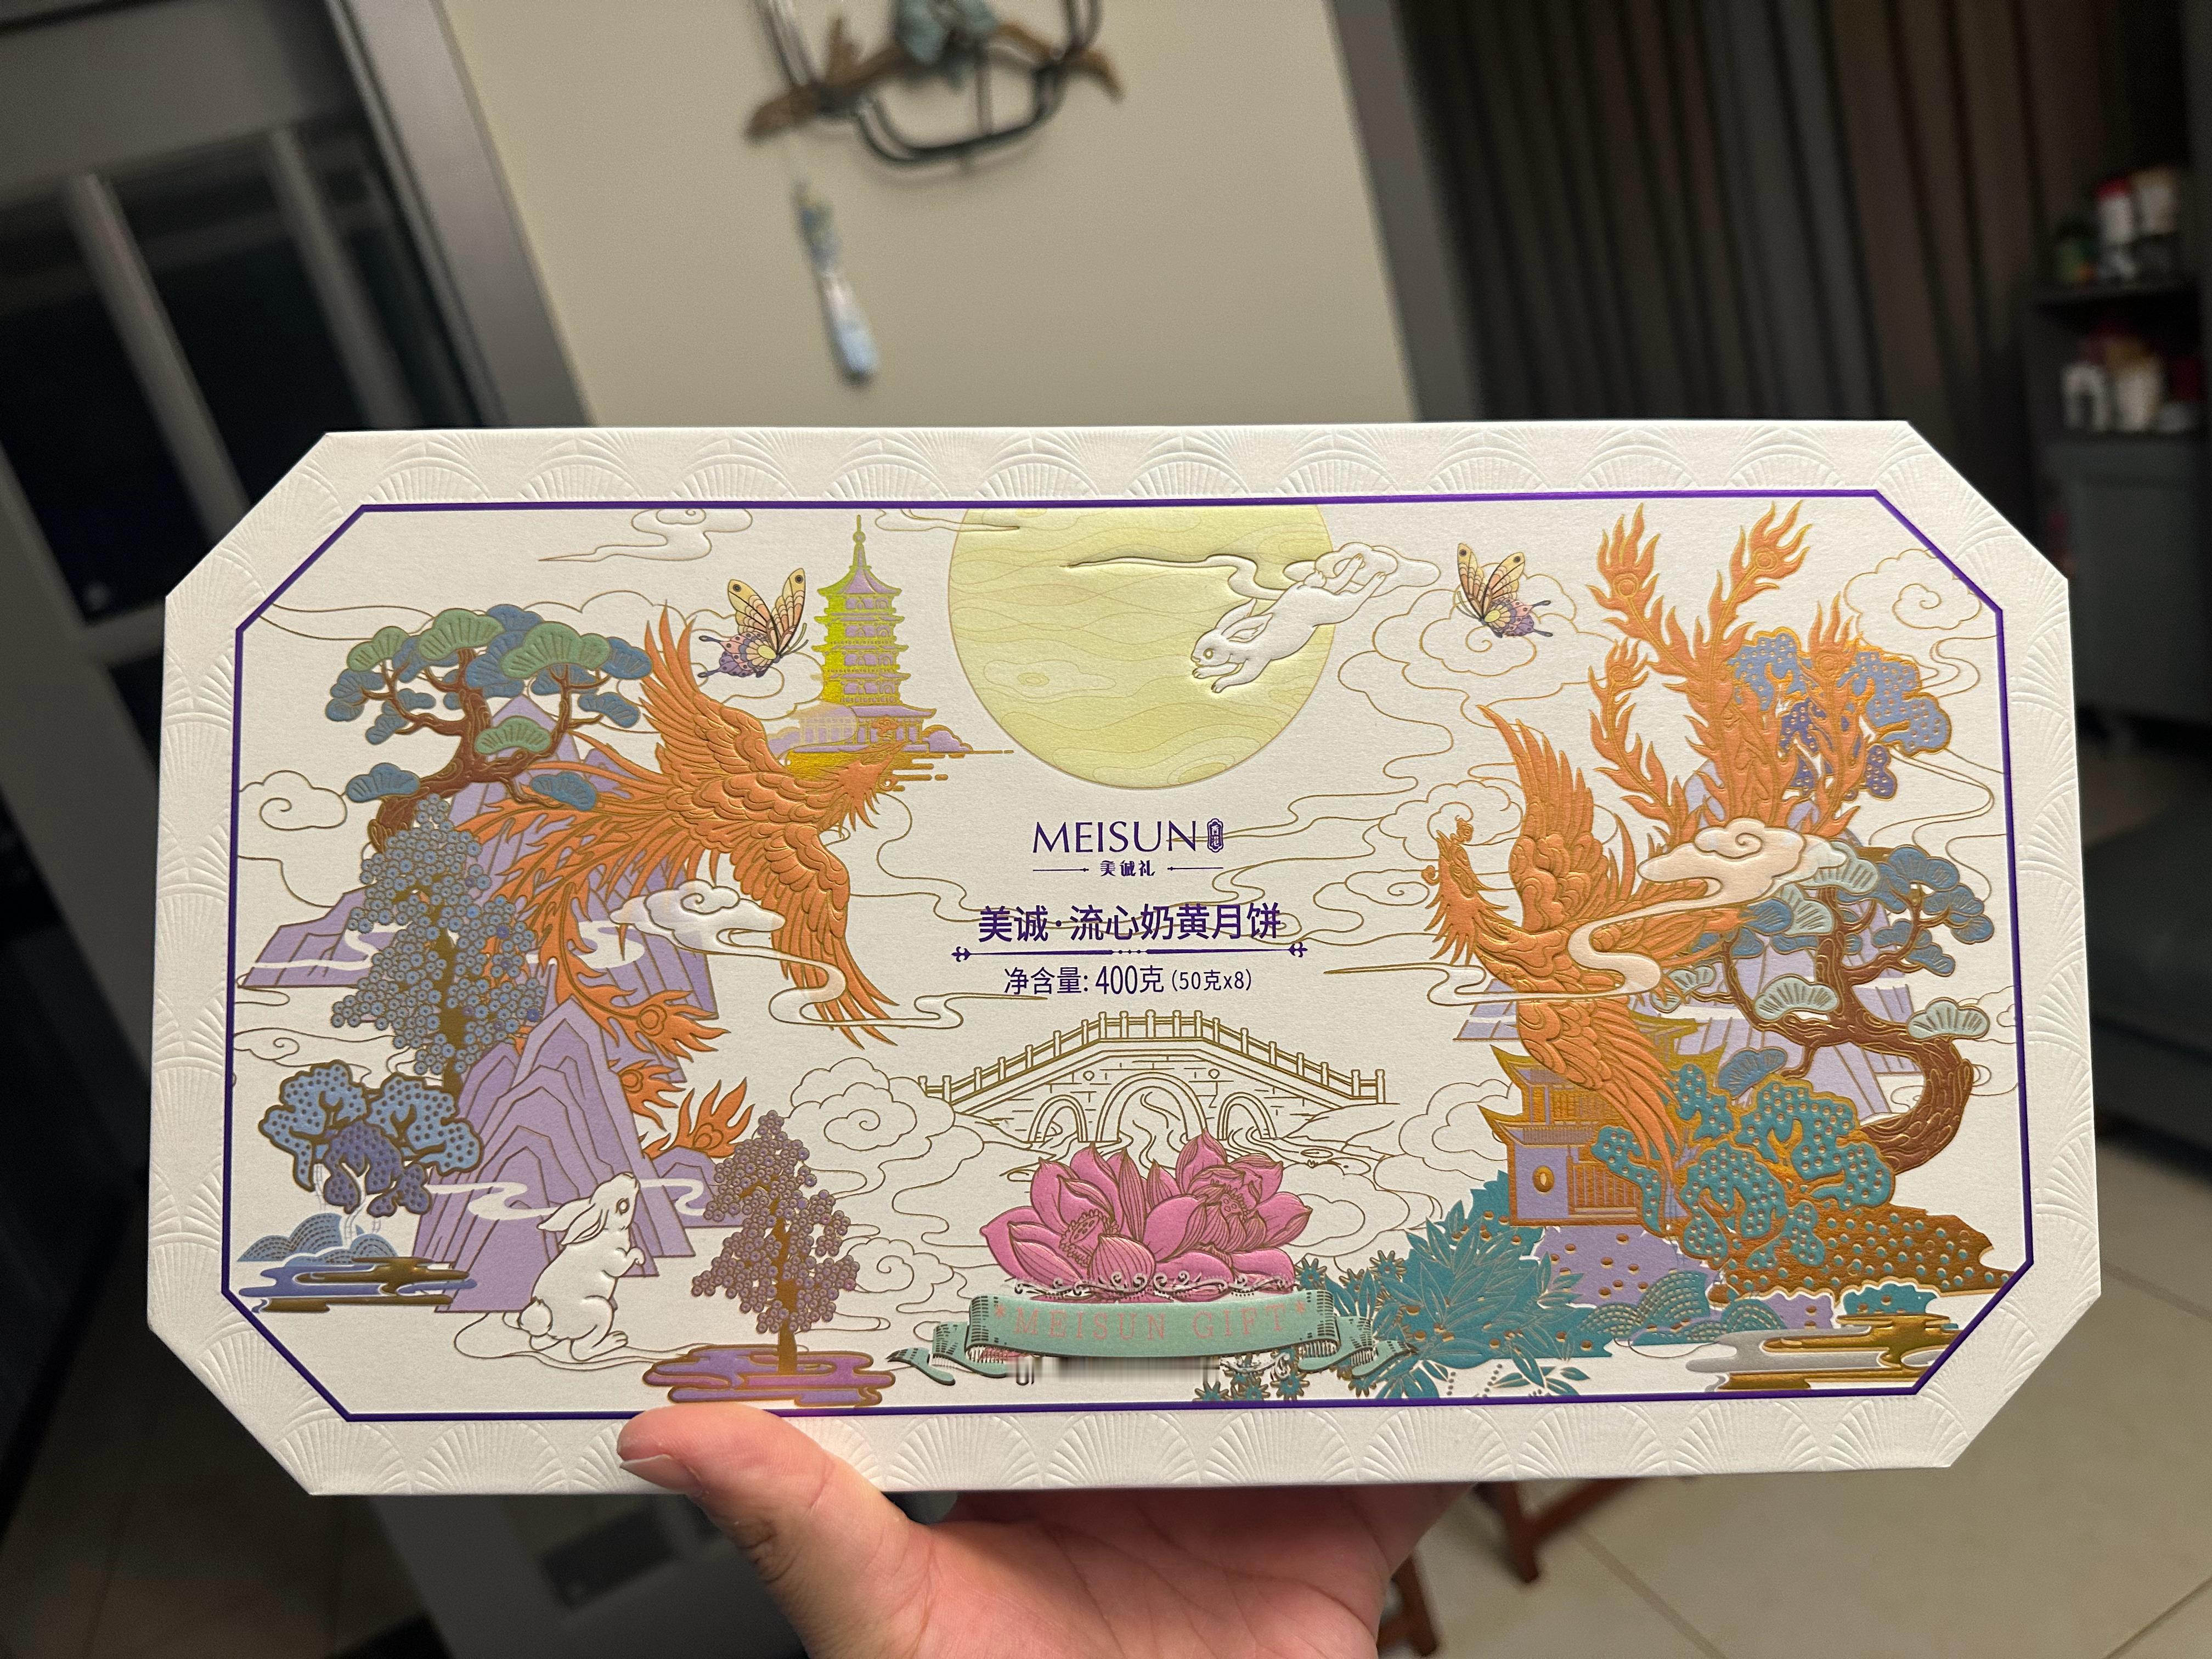 MEISUN
美诚礼
美诚·流心奶黄月饼
净含量: 400克 (50克x8)
*MEISUN GIFT*